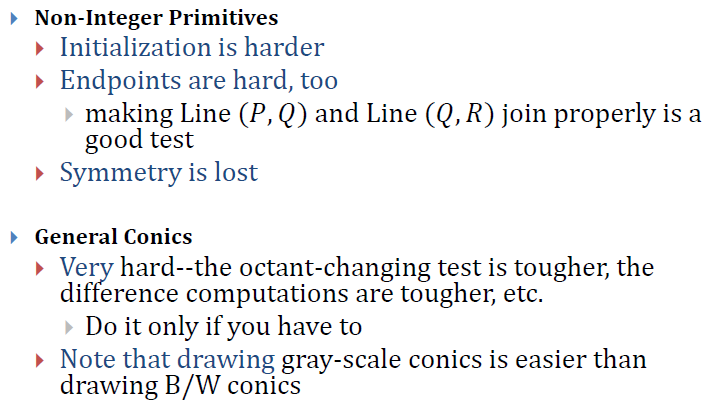 Non-Integer Primitives
Initialization is harder
Endpoints are hard, too
making Line (P, Q) and Line (Q, R) join properly is a
good test
Symmetry is lost
General Conics
Very hard--the octant-changing test is tougher, the
difference computations are tougher, etc.
Do it only if you have to
Note that drawing gray-scale conics is easier than
drawing B/W conics